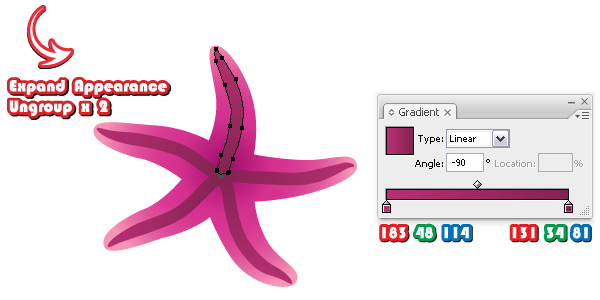 Expand Appearance
Ungroup x 2
Gradient
Type: Linear
Angle: -90 ° Location: %
183 48 114 131 34 81